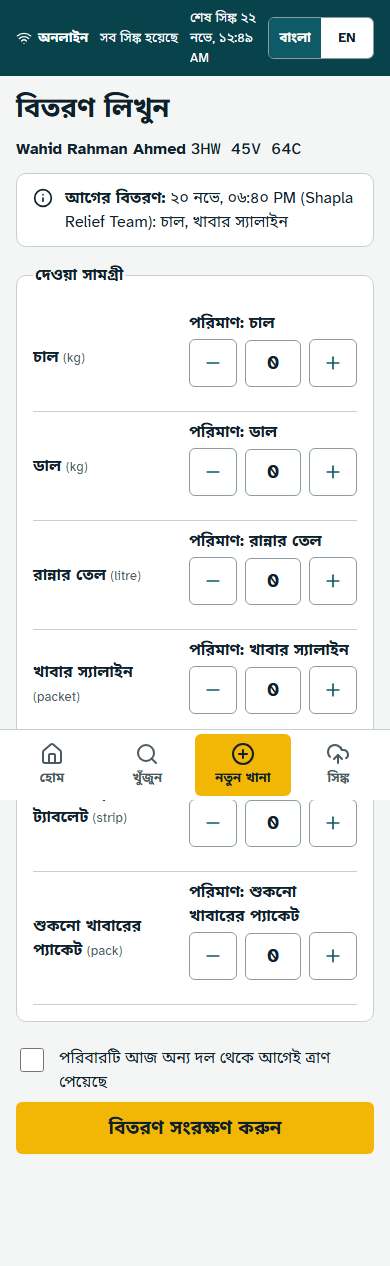 অনলাইন
সব সিঙ্ক হয়েছে
শেষ সিঙ্ক ২২
নভে, ১২:৪৯
AM
বাংলা
EN
বিতরণ লিখুন
Wahid Rahman Ahmed 3HW 45V 64C
আগের বিতরণ: ২০ নভে, ০৬:৪০ PM (Shapla
Relief Team): চাল, খাবার স্যালাইন
দেওয়া সামগ্রী
পরিমাণ: চাল
চাল (kg)
0
পরিমাণ: ডাল
ডাল (kg)
0
পরিমাণ: রান্নার তেল
রান্নার তেল (litre)
0
পরিমাণ: খাবার স্যালাইন
খাবার স্যালাইন
(packet)
0
হোম
খুঁজুন
নতুন খানা
সিঙ্ক
ট্যাবলেট (strip)
0
পরিমাণ: শুকনো
খাবারের প্যাকেট
শুকনো খাবারের
প্যাকেট (pack)
0
পরিবারটি আজ অন্য দল থেকে আগেই ত্রাণ
পেয়েছে
বিতরণ সংরক্ষণ করুন